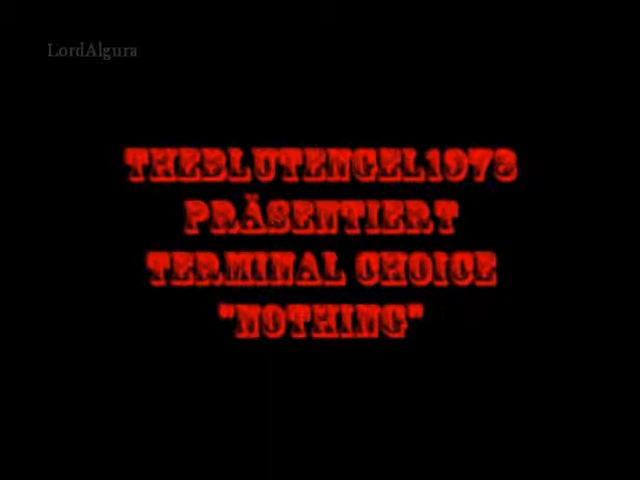 LordAlgura
THEBLUTENGEL1978
PRÄSENTIERT
TERMINAL CHOICE
"NOTHING"